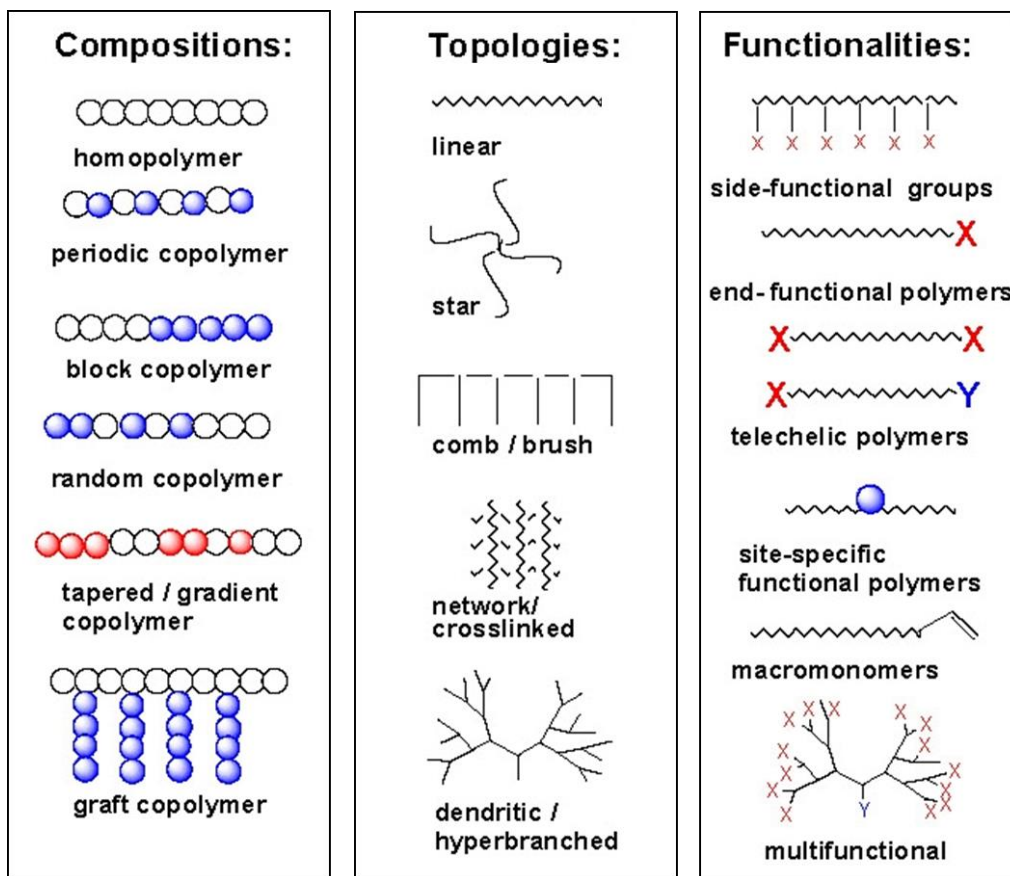 Compositions:
homopolymer
periodic copolymer
block copolymer
random copolymer
tapered / gradient
copolymer
graft copolymer
Topologies:
linear
star
comb / brush
network/
crosslinked
dendritic /
hyperbranched
Functionalities:
X X X X X X
side-functional groups
X
end-functional polymers
X X
X Y
telechelic polymers
site-specific
functional polymers
macromonomers
X X X X
X X
X X
X X
X X X
Y
multifunctional